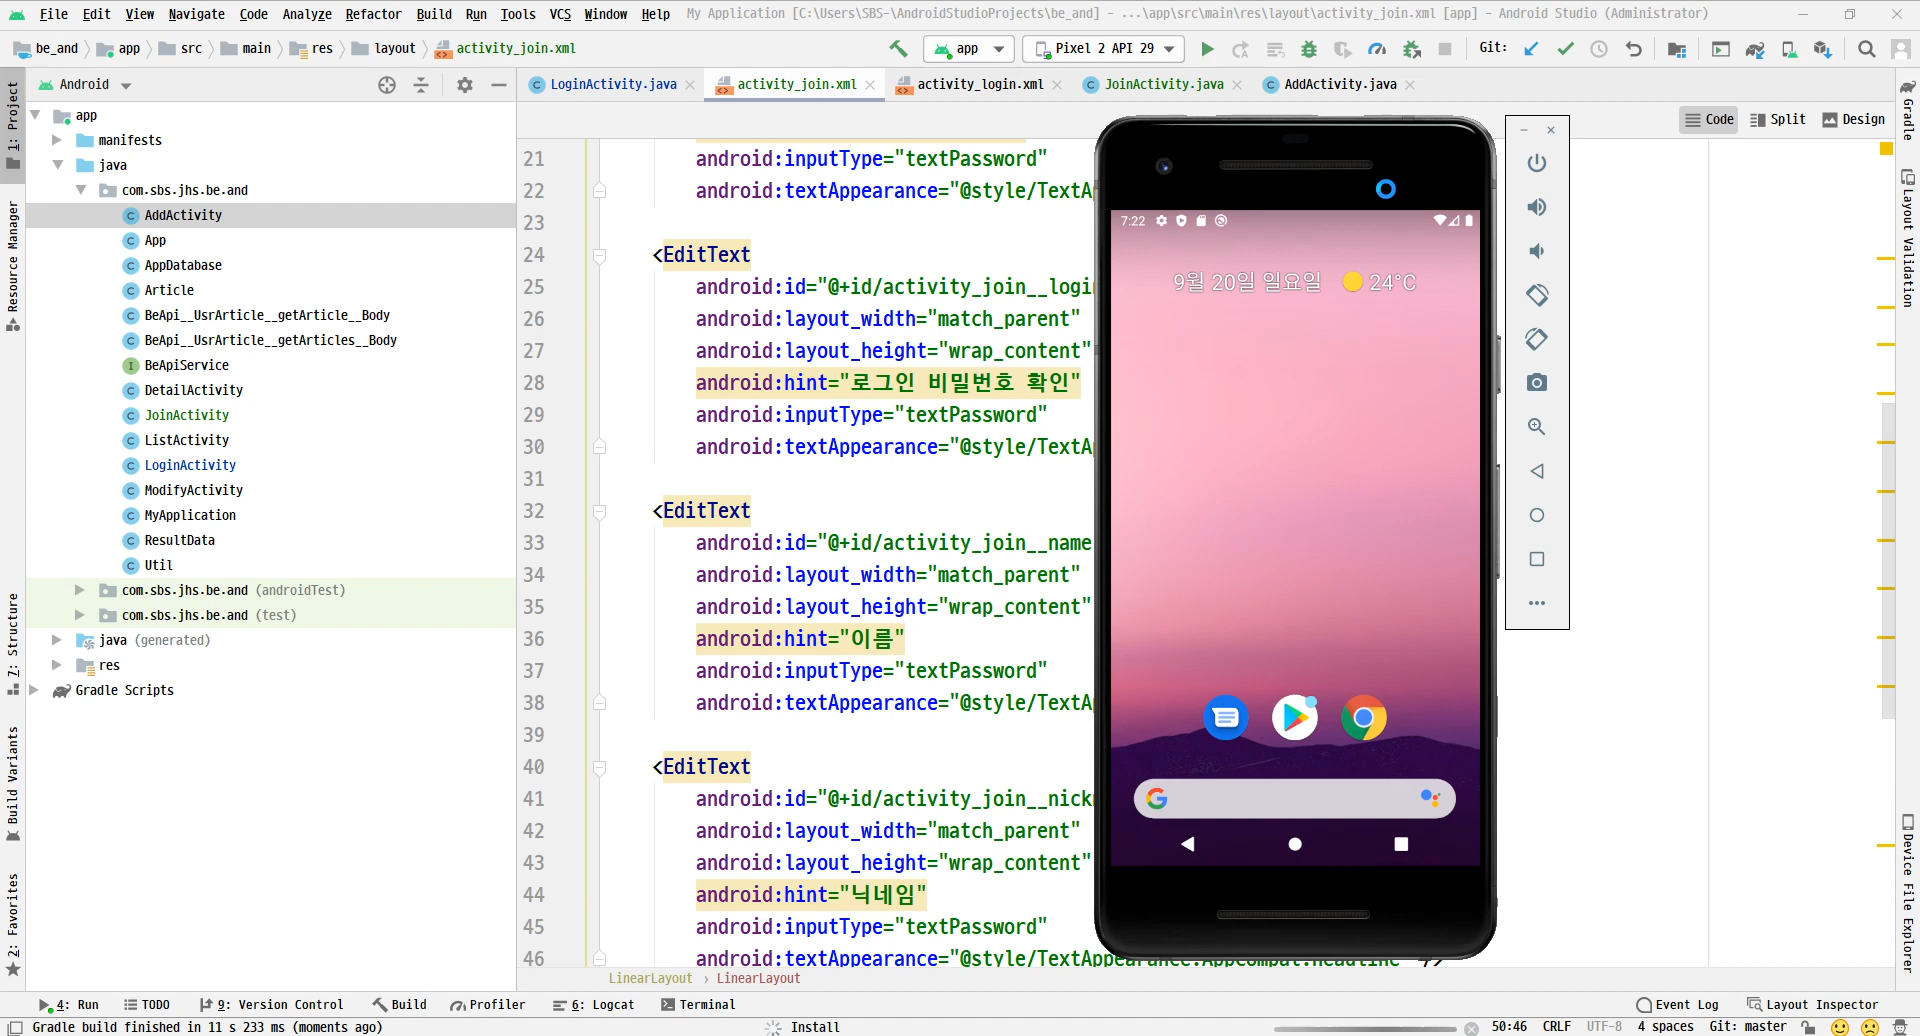 File Edit View Navigate Code Analyze Refactor Build Run Tools VCS Window Help My Application [C:\Users\SBS-\AndroidStudioProjects\be_and] - ...\app\src\main\res\layout\activity_join.xml [app] - Android Studio (Administrator)
be_and app src main res layout activity_join.xml app Pixel 2 API 29 Git:
Android LoginActivity.java activity_join.xml activity_login.xml JoinActivity.java AddActivity.java
Code Split Design
1: Project
Resource Manager
7: Structure
Build Variants
2: Favorites
app
manifests
java
com.sbs.jhs.be.and
AddActivity
App
AppDatabase
Article
BeApi__UsrArticle__getArticle__Body
BeApi__UsrArticle__getArticles__Body
BeApiService
DetailActivity
JoinActivity
ListActivity
LoginActivity
ModifyActivity
MyApplication
ResultData
Util
com.sbs.jhs.be.and (androidTest)
com.sbs.jhs.be.and (test)
java (generated)
res
Gradle Scripts
21 android:inputType="textPassword"
22 android:textAppearance="@style/TextA
23
24 <EditText
25 android:id="@+id/activity_join__logi
26 android:layout_width="match_parent"
27 android:layout_height="wrap_content"
28 android:hint="로그인 비밀번호 확인"
29 android:inputType="textPassword"
30 android:textAppearance="@style/TextA
31
32 <EditText
33 android:id="@+id/activity_join__name
34 android:layout_width="match_parent"
35 android:layout_height="wrap_content"
36 android:hint="이름"
37 android:inputType="textPassword"
38 android:textAppearance="@style/TextA
39
40 <EditText
41 android:id="@+id/activity_join__nick
42 android:layout_width="match_parent"
43 android:layout_height="wrap_content"
44 android:hint="닉네임"
45 android:inputType="textPassword"
46 android:textAppearance="@style/TextAppearance.AppCompat.Headline" />
LinearLayout › LinearLayout
7:22
9월 20일 일요일 24°C
Gradle
Layout Validation
Device File Explorer
4: Run TODO 9: Version Control Build Profiler 6: Logcat Terminal Event Log Layout Inspector
Gradle build finished in 11 s 233 ms (moments ago) Install 50:46 CRLF UTF-8 4 spaces Git: master